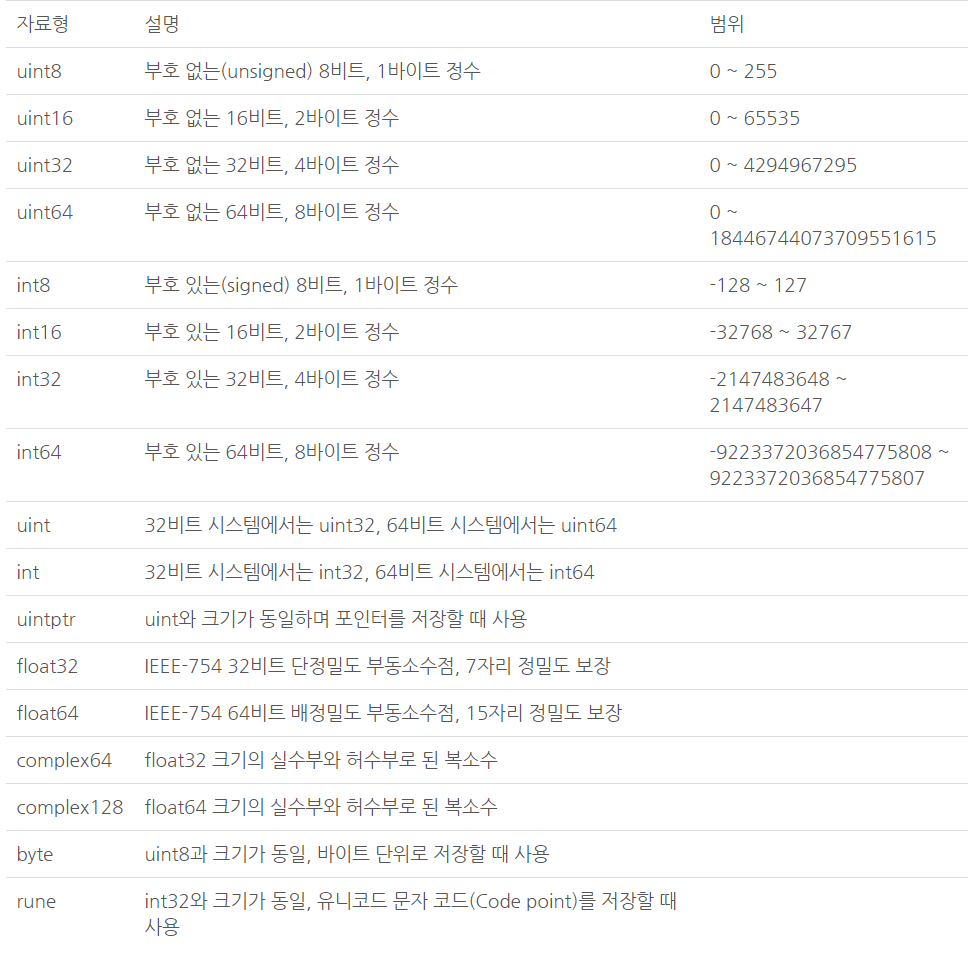 자료형 설명 범위
uint8 부호 없는(unsigned) 8비트, 1바이트 정수 0 ~ 255
uint16 부호 없는 16비트, 2바이트 정수 0 ~ 65535
uint32 부호 없는 32비트, 4바이트 정수 0 ~ 4294967295
uint64 부호 없는 64비트, 8바이트 정수 0 ~
18446744073709551615
int8 부호 있는(signed) 8비트, 1바이트 정수 -128 ~ 127
int16 부호 있는 16비트, 2바이트 정수 -32768 ~ 32767
int32 부호 있는 32비트, 4바이트 정수 -2147483648 ~
2147483647
int64 부호 있는 64비트, 8바이트 정수 -9223372036854775808 ~
9223372036854775807
uint 32비트 시스템에서는 uint32, 64비트 시스템에서는 uint64
int 32비트 시스템에서는 int32, 64비트 시스템에서는 int64
uintptr uint와 크기가 동일하며 포인터를 저장할 때 사용
float32 IEEE-754 32비트 단정밀도 부동소수점, 7자리 정밀도 보장
float64 IEEE-754 64비트 배정밀도 부동소수점, 15자리 정밀도 보장
complex64 float32 크기의 실수부와 허수부로 된 복소수
complex128 float64 크기의 실수부와 허수부로 된 복소수
byte uint8과 크기가 동일, 바이트 단위로 저장할 때 사용
rune int32와 크기가 동일, 유니코드 문자 코드(Code point)를 저장할 때
사용